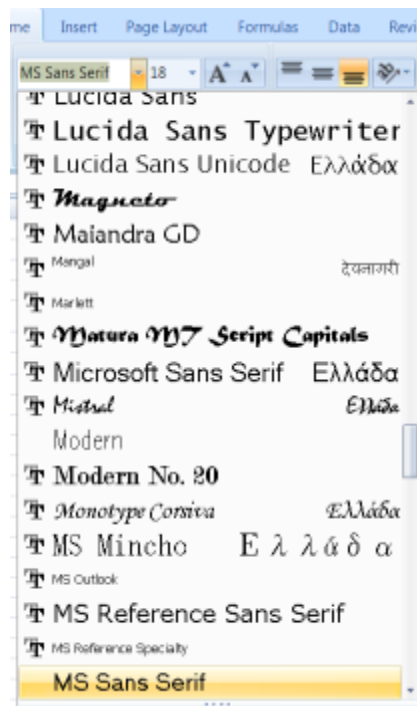 me Insert Page Layout Formulas Data Revi
MS Sans Serif 18 A A
Lucida Sans
Lucida Sans Typewriter
Lucida Sans Unicode Ελλάδα
Magneto
Maiandra GD
Mangal देवनागरी
Marlett
Matura MT Script Capitals
Microsoft Sans Serif Ελλάδα
Mistral Ελλάδα
Modern
Modern No. 20
Monotype Corsiva Ελλάδα
MS Mincho Ελλάδα
MS Outlook
MS Reference Sans Serif
MS Reference Specialty
MS Sans Serif